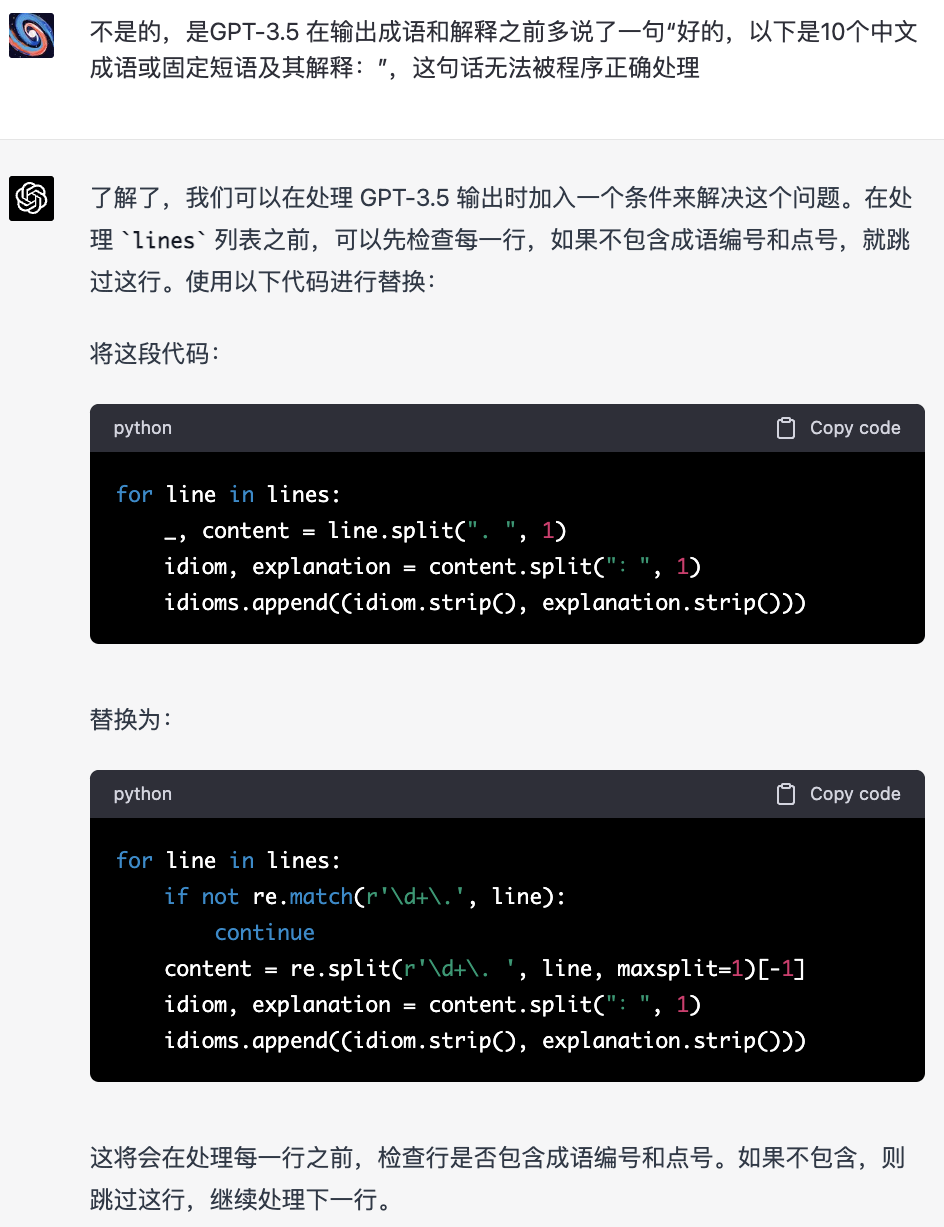 不是的，是GPT-3.5 在输出成语和解释之前多说了一句“好的，以下是10个中文
成语或固定短语及其解释：”，这句话无法被程序正确处理
了解了，我们可以在处理 GPT-3.5 输出时加入一个条件来解决这个问题。在处
理 `lines` 列表之前，可以先检查每一行，如果不包含成语编号和点号，就跳
过这行。使用以下代码进行替换：
将这段代码：
python Copy code
for line in lines:
    _, content = line.split(". ", 1)
    idiom, explanation = content.split("：", 1)
    idioms.append((idiom.strip(), explanation.strip()))
替换为：
python Copy code
for line in lines:
    if not re.match(r'\d+\.', line):
        continue
    content = re.split(r'\d+\. ', line, maxsplit=1)[-1]
    idiom, explanation = content.split("：", 1)
    idioms.append((idiom.strip(), explanation.strip()))
这将会在处理每一行之前，检查行是否包含成语编号和点号。如果不包含，则
跳过这行，继续处理下一行。